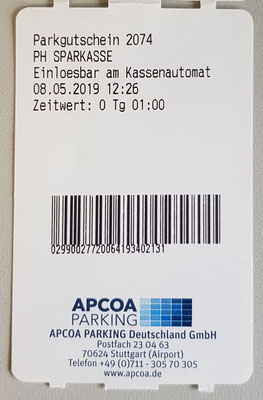 Parkgutschein 2074
PH SPARKASSE
Einloesbar am Kassenautomat
08.05.2019 12:26
Zeitwert: 0 Tg 01:00
02990027720064193402131
APCOA
PARKING
APCOA PARKING Deutschland GmbH
Postfach 23 04 63
70624 Stuttgart (Airport)
Telefon +49 (0)711 - 305 70 305
www.apcoa.de